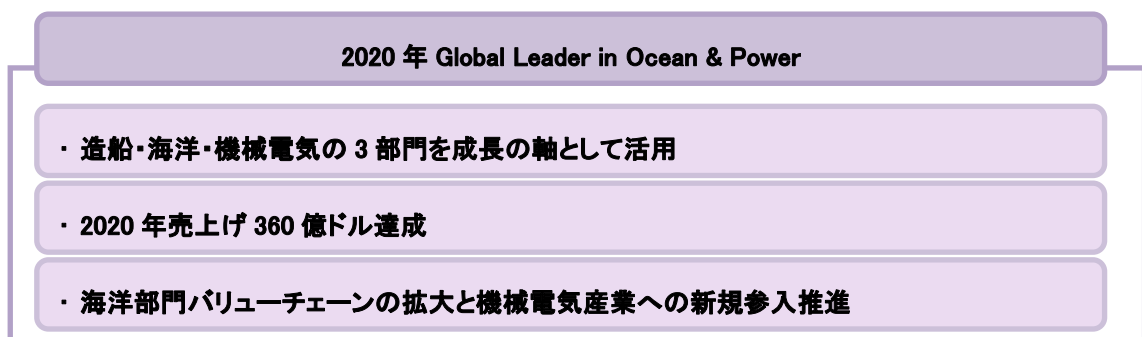 2020 年 Global Leader in Ocean & Power
・ 造船・海洋・機械電気の 3 部門を成長の軸として活用
・ 2020 年売上げ 360 億ドル達成
・ 海洋部門バリューチェーンの拡大と機械電気産業への新規参入推進